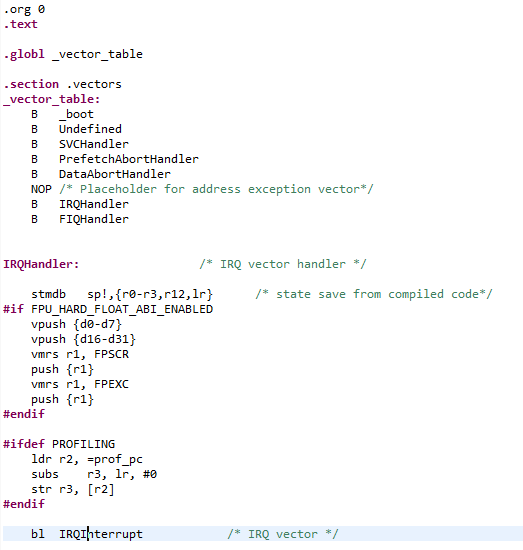 .org 0
.text
.globl _vector_table
.section .vectors
_vector_table:
B _boot
B Undefined
B SVCHandler
B PrefetchAbortHandler
B DataAbortHandler
NOP /* Placeholder for address exception vector*/
B IRQHandler
B FIQHandler
IRQHandler: /* IRQ vector handler */
stmdb sp!,{r0-r3,r12,lr} /* state save from compiled code*/
#if FPU_HARD_FLOAT_ABI_ENABLED
vpush {d0-d7}
vpush {d16-d31}
vmrs r1, FPSCR
push {r1}
vmrs r1, FPEXC
push {r1}
#endif
#ifdef PROFILING
ldr r2, =prof_pc
subs r3, lr, #0
str r3, [r2]
#endif
bl IRQInterrupt /* IRQ vector */